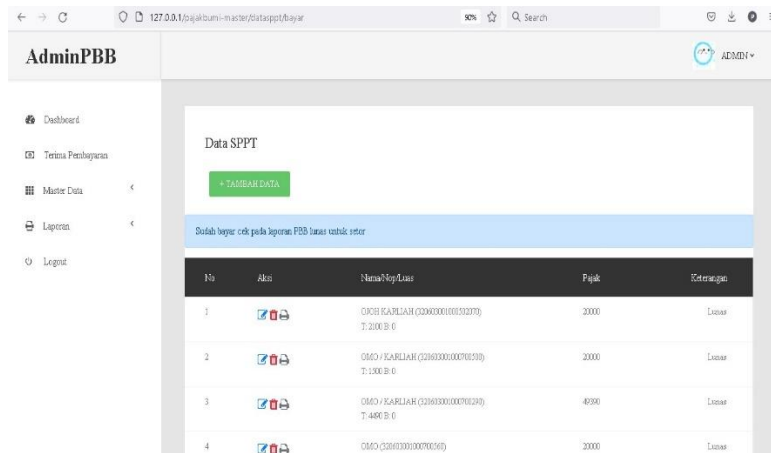 127.0.0.1/pajakbumi-master/datasppt/bayar
90%
Search
AdminPBB
ADMIN
Dashboard
Terima Pembayaran
Master Data
Laporan
Logout
Data SPPT
+ TAMBAH DATA
Sudah bayar cek pada laporan PBB lunas untuk setor
No Aksi Nama/Nop/Luas Pajak Keterangan
1 20000 Lunas
T: 2100 B: 0
2 OMO / KARLIAH 20000 Lunas
T: 1500 B: 0
3 OMO / KARLIAH 49390 Lunas
T: 4490 B: 0
4 OMO 20000 Lunas